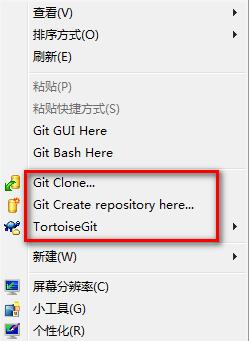 查看(V)
排序方式(O)
刷新(E)
粘贴(P)
粘贴快捷方式(S)
Git GUI Here
Git Bash Here
Git Clone...
Git Create repository here...
TortoiseGit
新建(W)
屏幕分辨率(C)
小工具(G)
个性化(R)